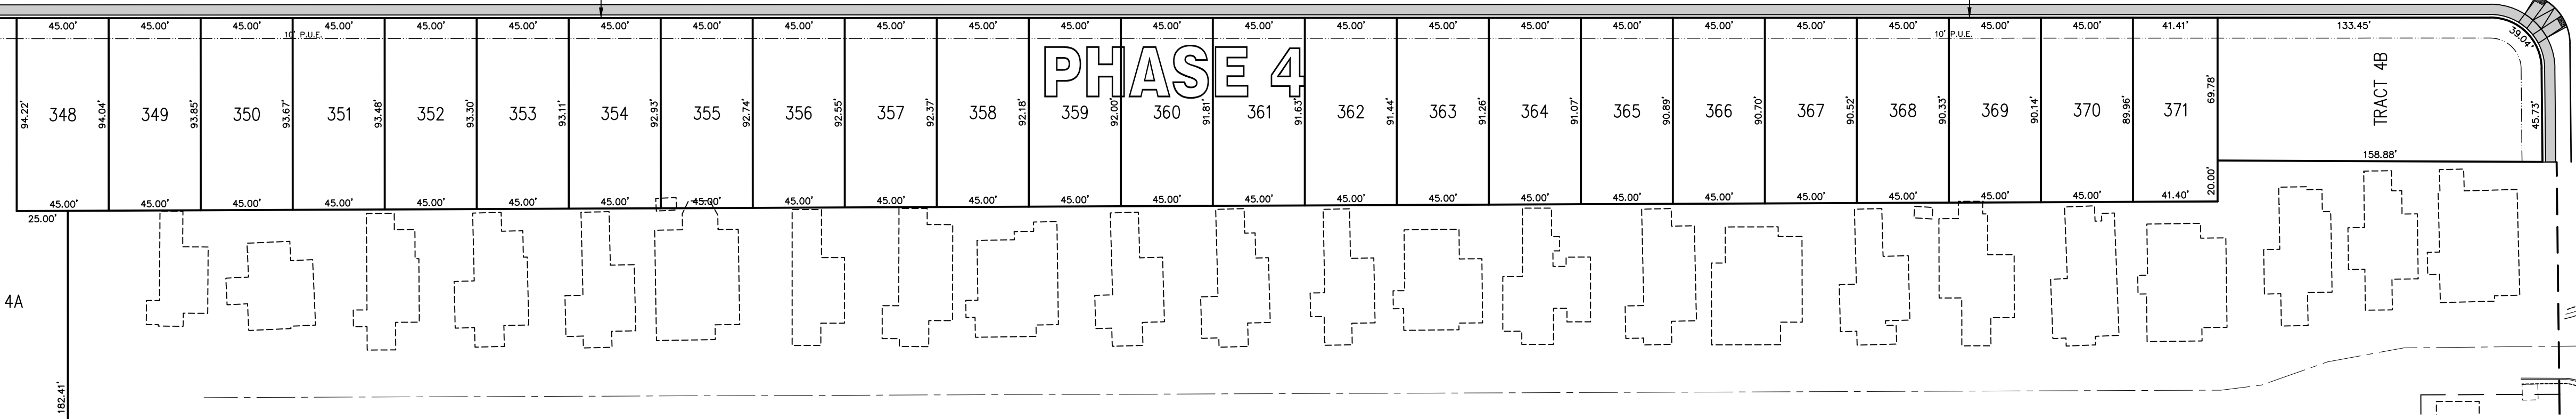 45.00' 45.00' 45.00' 45.00' 45.00' 45.00' 45.00' 45.00' 45.00' 45.00' 45.00' 45.00' 45.00' 45.00' 45.00' 45.00' 45.00' 45.00' 45.00' 45.00' 45.00' 45.00' 45.00' 41.41' 133.45'
10' P.U.E.
10' P.U.E.
39.04'
PHASE 4
94.22' 348 94.04' 349 93.85' 350 93.67' 351 93.48' 352 93.30' 353 93.11' 354 92.93' 355 92.74' 356 92.55' 357 92.37' 358 92.18' 359 92.00' 360 91.81' 361 91.63' 362 91.44' 363 91.26' 364 91.07' 365 90.89' 366 90.70' 367 90.52' 368 90.33' 369 90.14' 370 89.96' 371 69.78'
TRACT 4B
45.73'
158.88'
20.00'
45.00' 45.00' 45.00' 45.00' 45.00' 45.00' 45.00' 45.00' 45.00' 45.00' 45.00' 45.00' 45.00' 45.00' 45.00' 45.00' 45.00' 45.00' 45.00' 45.00' 45.00' 45.00' 45.00' 41.40'
25.00'
4A
182.41'